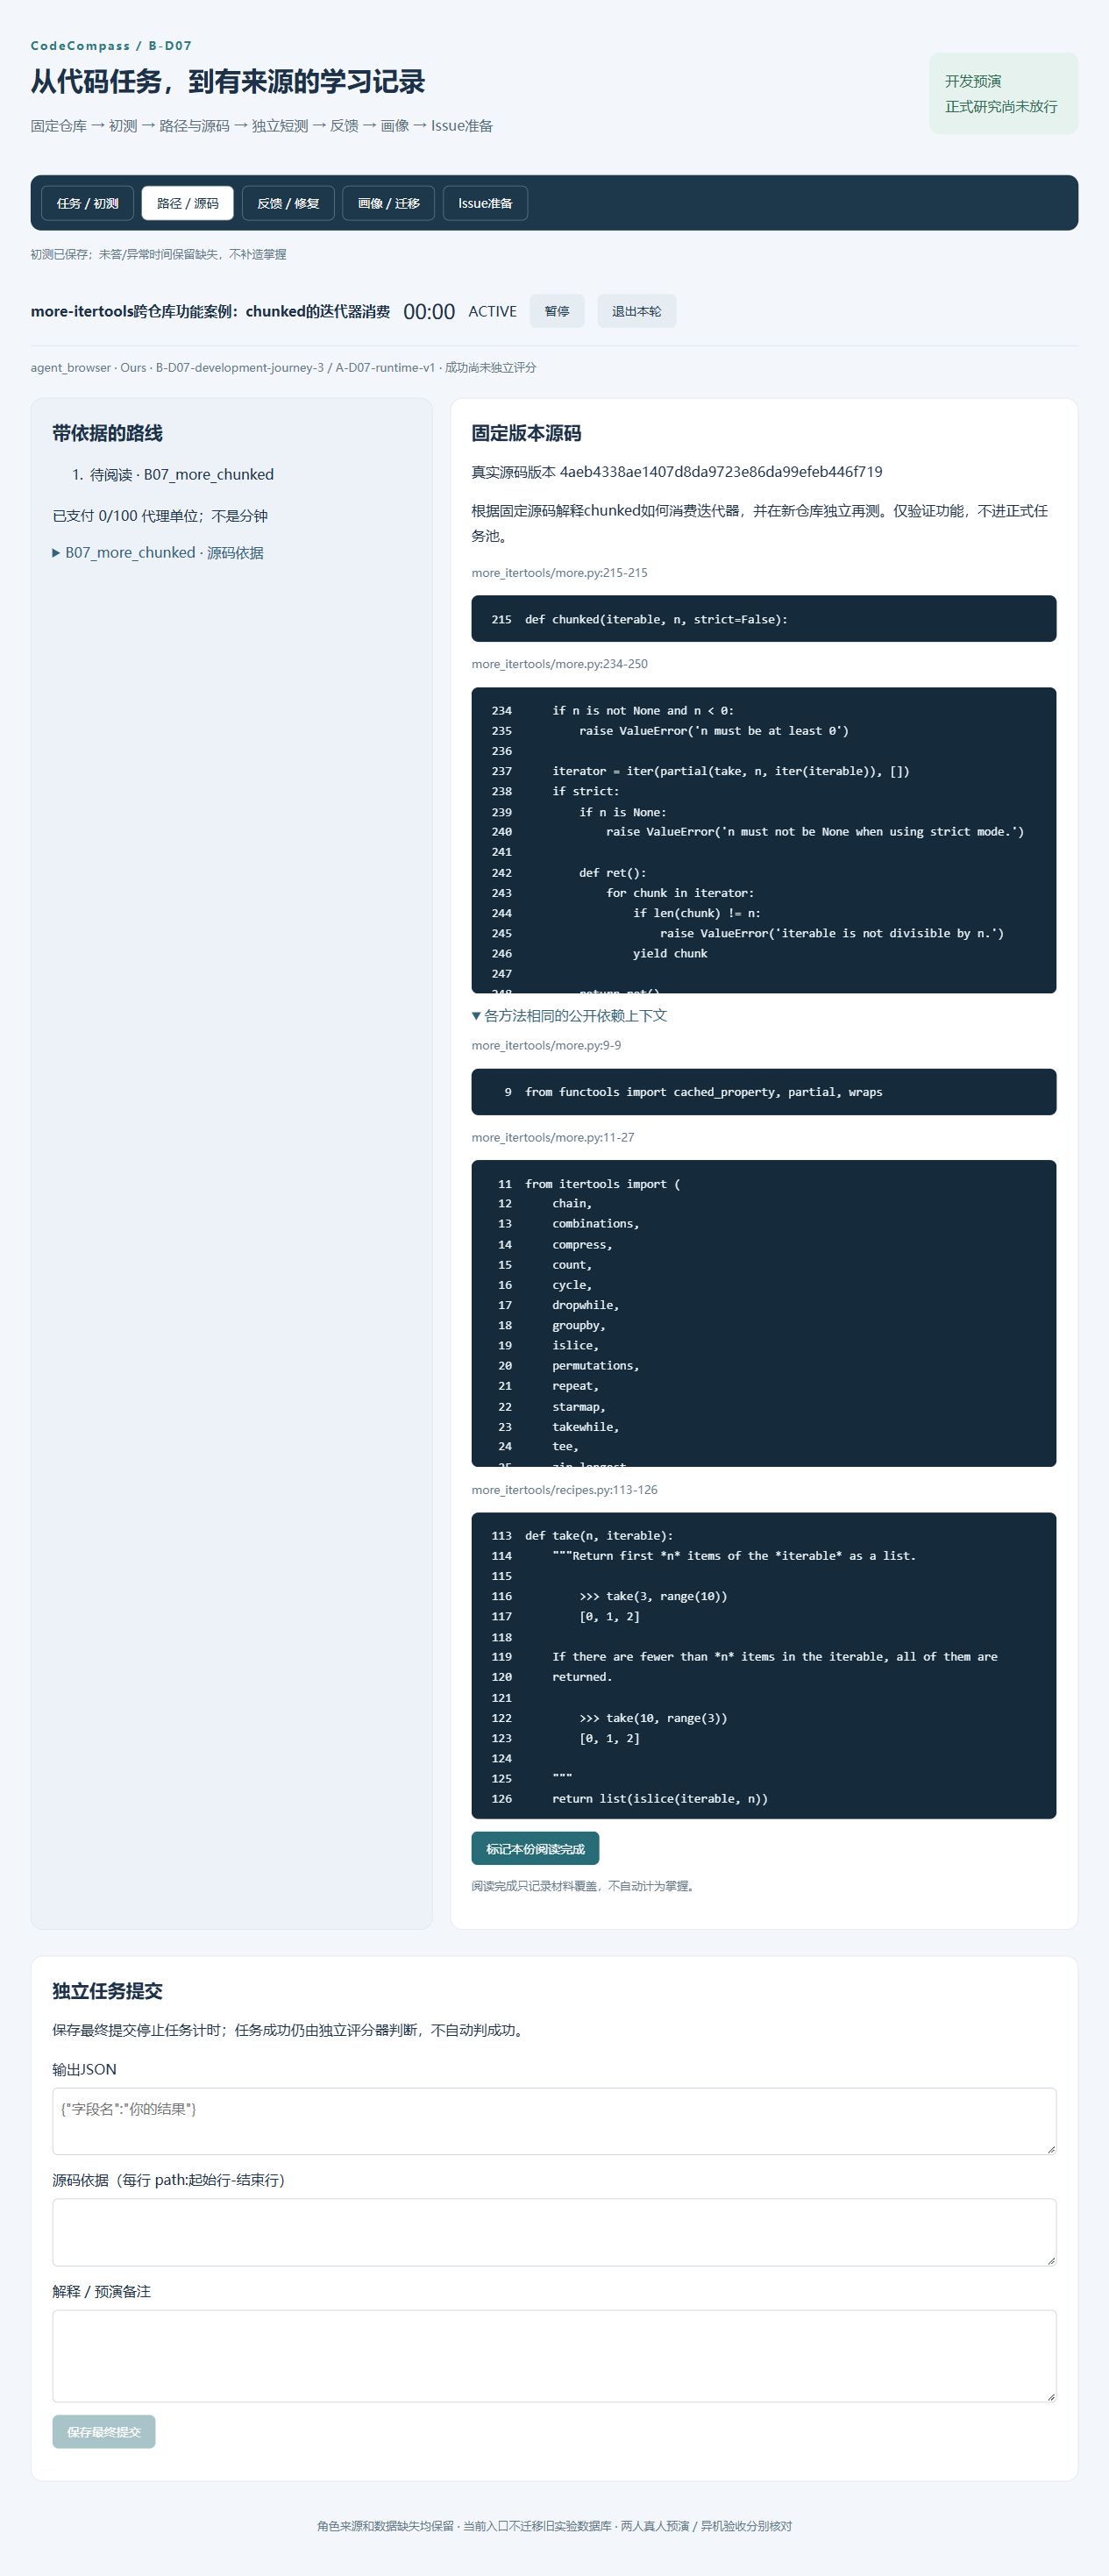 CodeCompass / B-D07
从代码任务，到有来源的学习记录
固定仓库 → 初测 → 路径与源码 → 独立短测 → 反馈 → 画像 → Issue准备
开发预演
正式研究尚未放行
任务 / 初测
路径 / 源码
反馈 / 修复
画像 / 迁移
Issue准备
初测已保存；未答/异常时间保留缺失，不补造掌握
more-itertools跨仓库功能案例：chunked的迭代器消费 00:00 ACTIVE 暂停 退出本轮
agent_browser · Ours · B-D07-development-journey-3 / A-D07-runtime-v1 · 成功尚未独立评分
带依据的路线
1. 待阅读 · B07_more_chunked
已支付 0/100 代理单位；不是分钟
▶ B07_more_chunked · 源码依据
固定版本源码
真实源码版本 4aeb4338ae1407d8da9723e86da99efeb446f719
根据固定源码解释chunked如何消费迭代器，并在新仓库独立再测。仅验证功能，不进正式任
务池。
more_itertools/more.py:215-215
215 def chunked(iterable, n, strict=False):
more_itertools/more.py:234-250
234     if n is not None and n < 0:
235         raise ValueError('n must be at least 0')
236
237     iterator = iter(partial(take, n, iter(iterable)), [])
238     if strict:
239         if n is None:
240             raise ValueError('n must not be None when using strict mode.')
241
242         def ret():
243             for chunk in iterator:
244                 if len(chunk) != n:
245                     raise ValueError('iterable is not divisible by n.')
246                 yield chunk
247
248         return ret()
▼ 各方法相同的公开依赖上下文
more_itertools/more.py:9-9
9 from functools import cached_property, partial, wraps
more_itertools/more.py:11-27
11 from itertools import (
12     chain,
13     combinations,
14     compress,
15     count,
16     cycle,
17     dropwhile,
18     groupby,
19     islice,
20     permutations,
21     repeat,
22     starmap,
23     takewhile,
24     tee,
25     zip_longest
more_itertools/recipes.py:113-126
113 def take(n, iterable):
114     """Return first *n* items of the *iterable* as a list.
115
116         >>> take(3, range(10))
117         [0, 1, 2]
118
119     If there are fewer than *n* items in the iterable, all of them are
120     returned.
121
122         >>> take(10, range(3))
123         [0, 1, 2]
124
125     """
126     return list(islice(iterable, n))
标记本份阅读完成
阅读完成只记录材料覆盖，不自动计为掌握。
独立任务提交
保存最终提交停止任务计时；任务成功仍由独立评分器判断，不自动判成功。
输出JSON
{"字段名":"你的结果"}
源码依据（每行 path:起始行-结束行）
解释 / 预演备注
保存最终提交
角色来源和数据缺失均保留 · 当前入口不迁移旧实验数据库 · 两人真人预演 / 异机验收分别核对